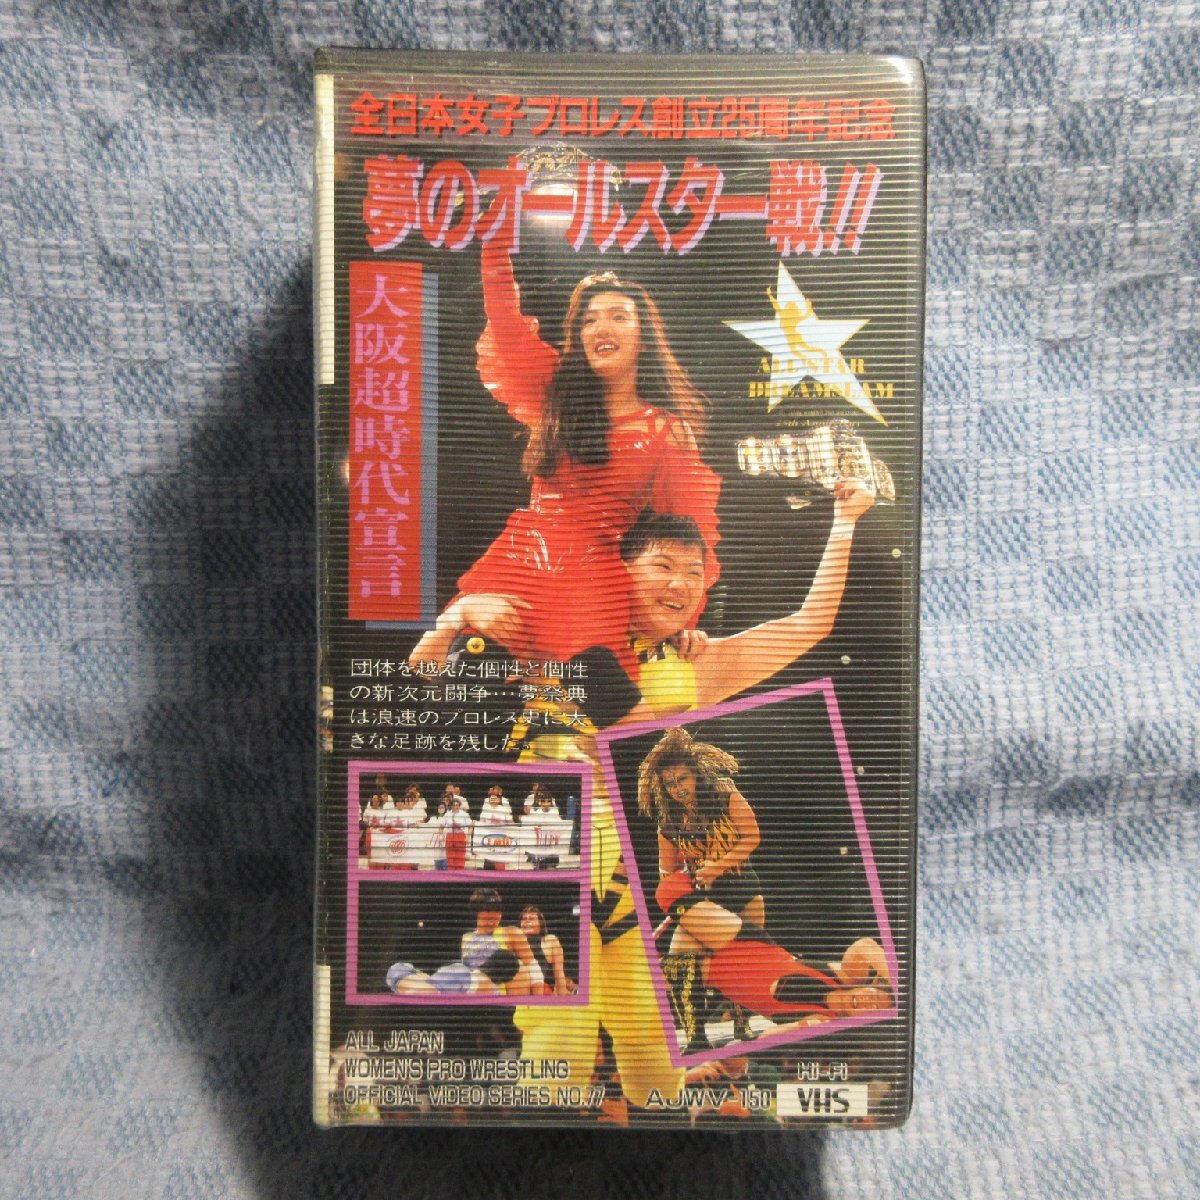 全日本女子プロレス創立25周年記念
夢のオールスター戦!!
大阪超時代宣言
ALL STAR
DREAMSLAM
団体を越えた個性と個性
の新次元闘争…夢祭典
は浪速のプロレス史に大
きな足跡を残した。
ALL JAPAN
WOMEN'S PRO WRESTLING
OFFICIAL VIDEO SERIES NO.77
AJWV-150
Hi-Fi
VHS